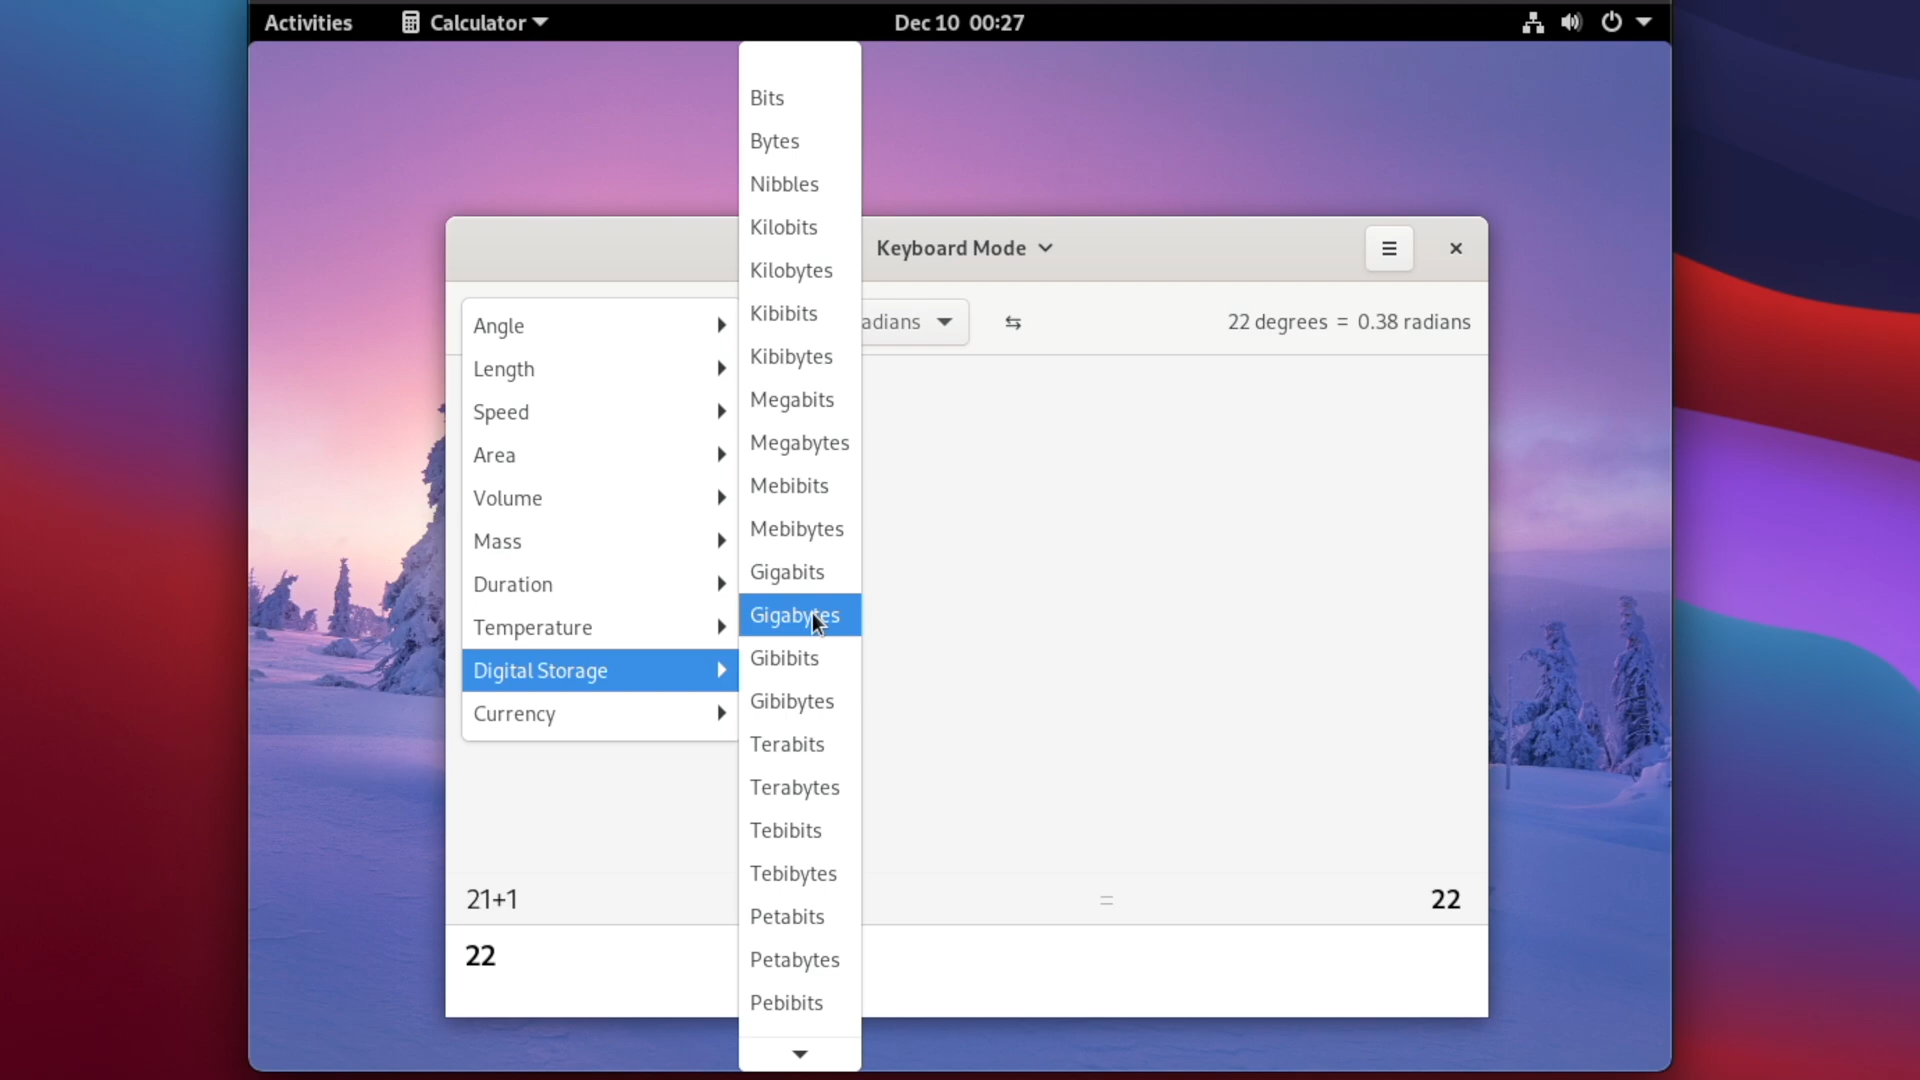 Activities
Calculator
Dec 10 00:27
Bits
Bytes
Nibbles
Kilobits
Kilobytes
Kibibits
Kibibytes
Megabits
Megabytes
Mebibits
Mebibytes
Gigabits
Gigabytes
Gibibits
Gibibytes
Terabits
Terabytes
Tebibits
Tebibytes
Petabits
Petabytes
Pebibits
Keyboard Mode
Angle
Length
Speed
Area
Volume
Mass
Duration
Temperature
Digital Storage
Currency
adians
22 degrees = 0.38 radians
21+1 = 22
22